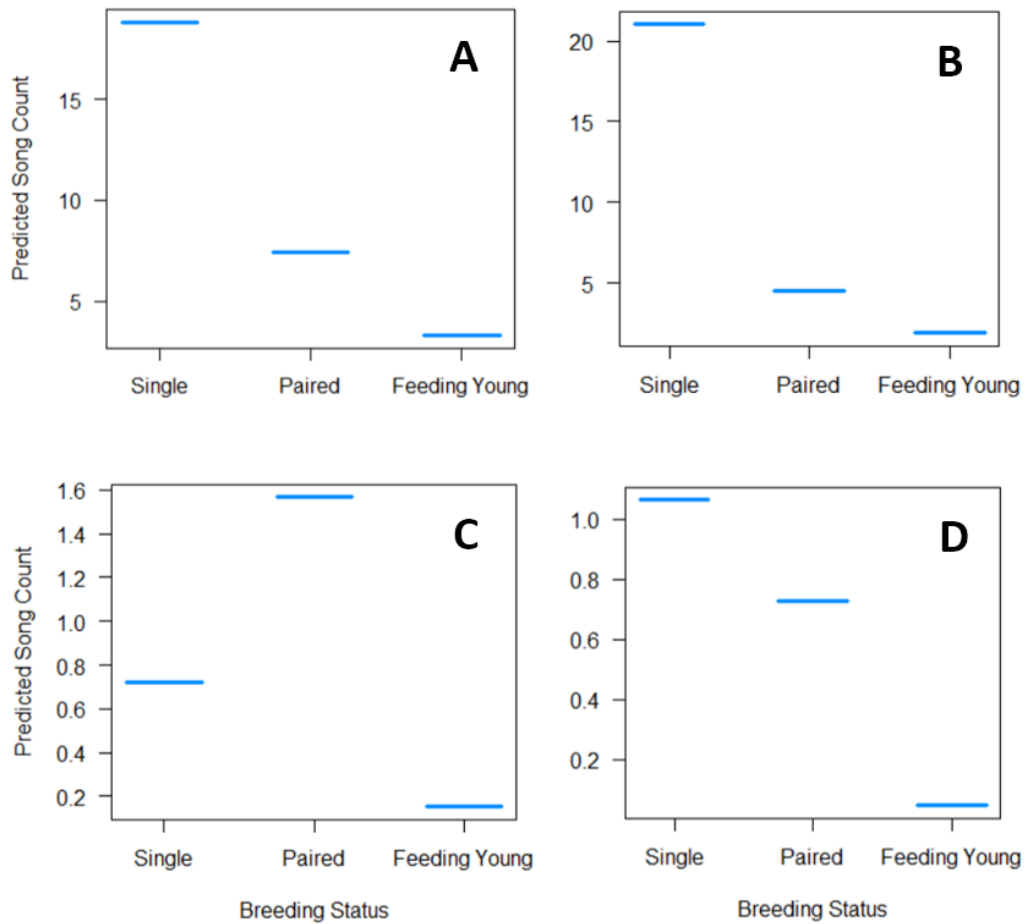 A
Predicted Song Count
15
10
5
Single Paired Feeding Young
B
20
15
10
5
Single Paired Feeding Young
C
Predicted Song Count
1.6
1.4
1.2
1.0
0.8
0.6
0.4
0.2
Single Paired Feeding Young
Breeding Status
D
1.0
0.8
0.6
0.4
0.2
Single Paired Feeding Young
Breeding Status